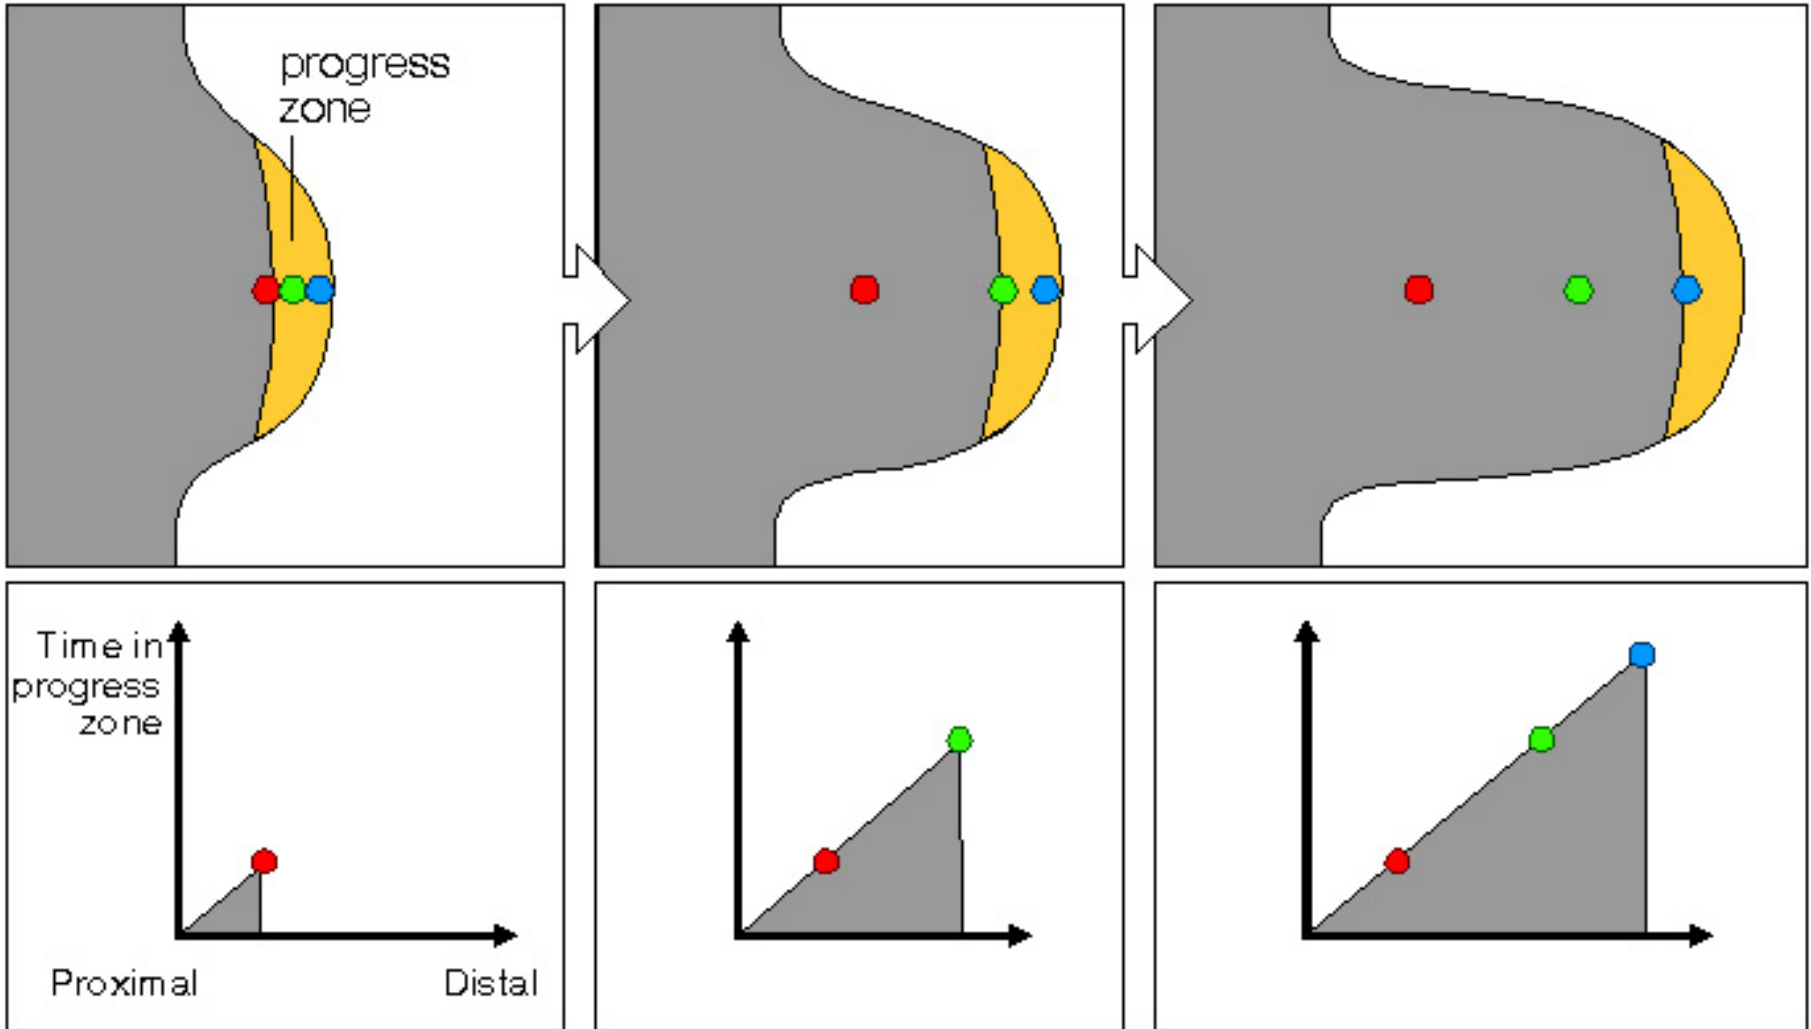 progress
zone
Time in
progress
zone
Proximal
Distal